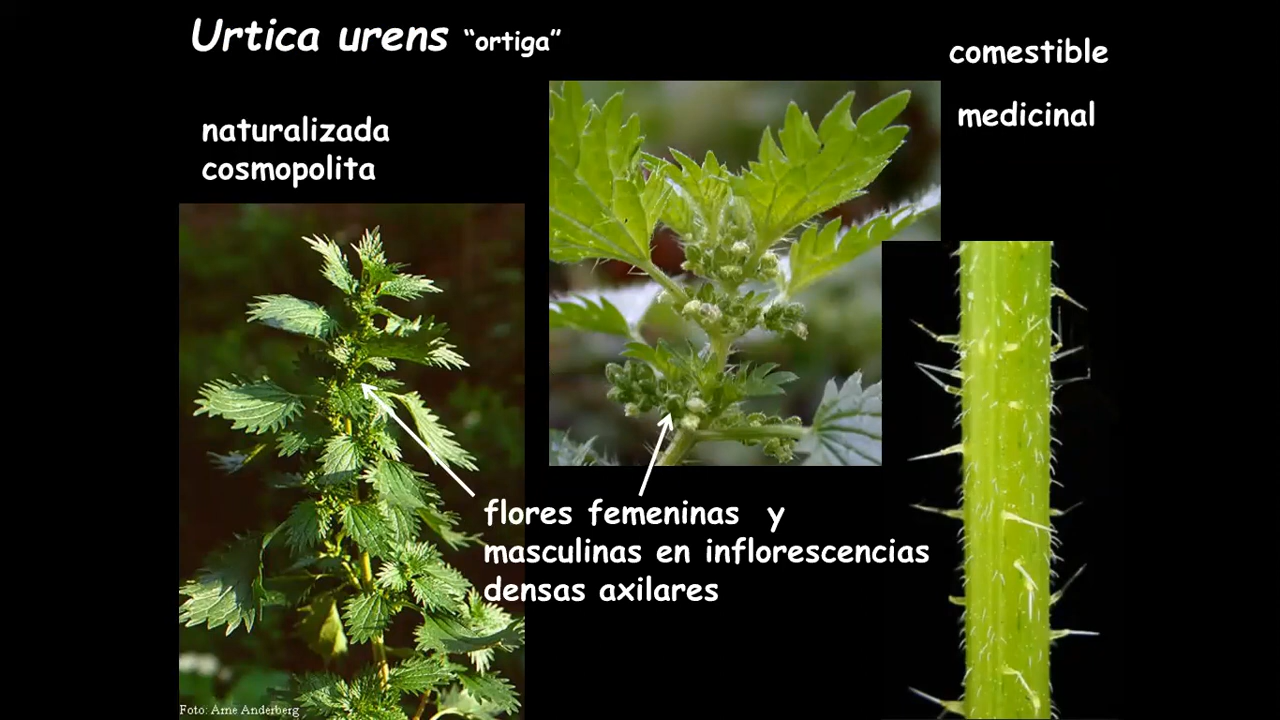 Urtica urens “ortiga”
comestible
medicinal
naturalizada
cosmopolita
flores femeninas y
masculinas en inflorescencias
densas axilares
Foto: Arne Anderberg